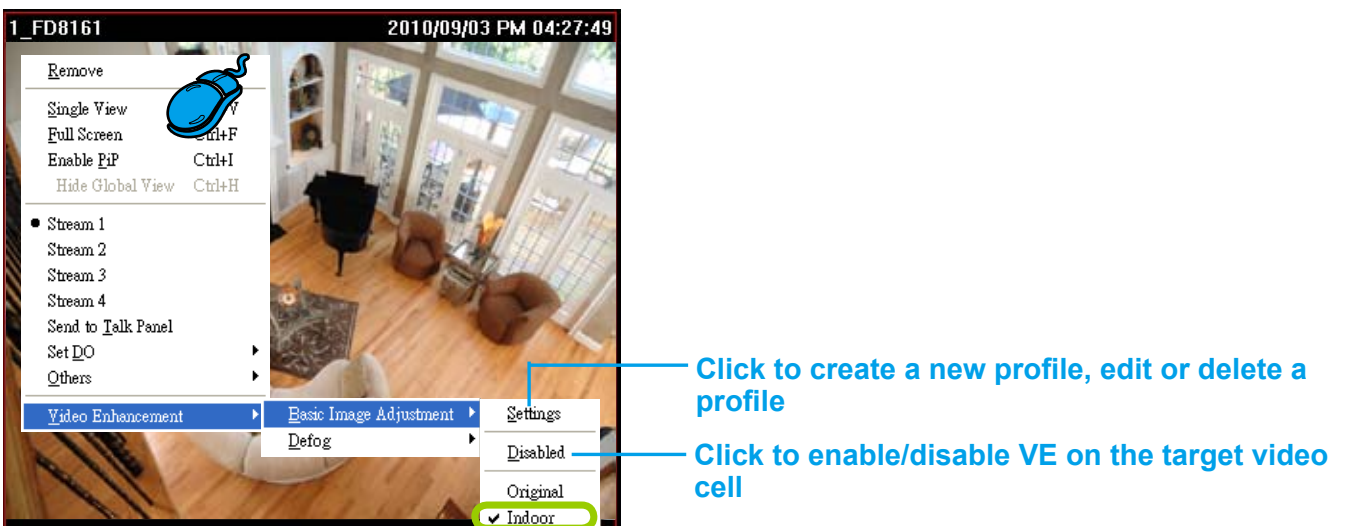 1_FD8161 2010/09/03 PM 04:27:49
Remove
Single View V
Full Screen Ctrl+F
Enable PiP Ctrl+I
Hide Global View Ctrl+H
Stream 1
Stream 2
Stream 3
Stream 4
Send to Talk Panel
Set DO
Others
Video Enhancement
Basic Image Adjustment
Defog
Settings
Disabled
Original
Indoor
Click to create a new profile, edit or delete a
profile
Click to enable/disable VE on the target video
cell